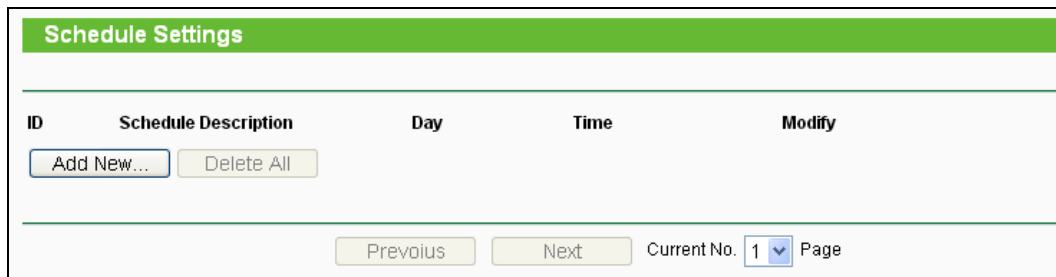 Schedule Settings
ID Schedule Description Day Time Modify
Add New... Delete All
Prevoius Next Current No. 1 Page